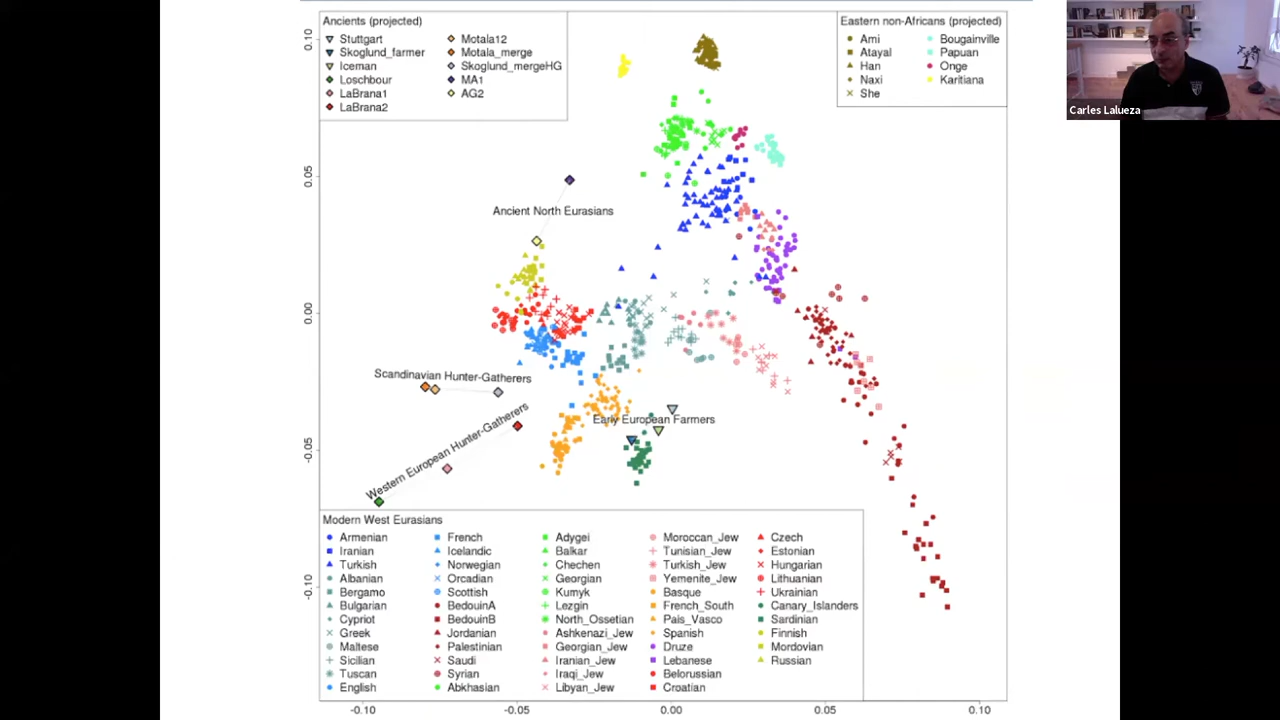 Ancients (projected)
Stuttgart
Skoglund_farmer
Iceman
Loschbour
LaBrana1
LaBrana2
Motala12
Motala_merge
Skoglund_mergeHG
MA1
AG2
Eastern non-Africans (projected)
Ami
Atayal
Han
Naxi
She
Bougainville
Papuan
Onge
Karitiana
Carles Lalueza
0.10
0.05
0.00
-0.05
-0.10
Ancient North Eurasians
Scandinavian Hunter-Gatherers
Western European Hunter-Gatherers
Early European Farmers
Modern West Eurasians
Armenian
Iranian
Turkish
Albanian
Bergamo
Bulgarian
Cypriot
Greek
Maltese
Sicilian
Tuscan
English
French
Icelandic
Norwegian
Orcadian
Scottish
BedouinA
BedouinB
Jordanian
Palestinian
Saudi
Syrian
Abkhasian
Adygei
Balkar
Chechen
Georgian
Kumyk
Lezgin
North_Ossetian
Ashkenazi_Jew
Georgian_Jew
Iranian_Jew
Iraqi_Jew
Libyan_Jew
Moroccan_Jew
Tunisian_Jew
Turkish_Jew
Yemenite_Jew
Basque
French_South
Pais_Vasco
Spanish
Druze
Lebanese
Belorussian
Croatian
Czech
Estonian
Hungarian
Lithuanian
Ukrainian
Canary_Islanders
Sardinian
Finnish
Mordovian
Russian
-0.10
-0.05
0.00
0.05
0.10